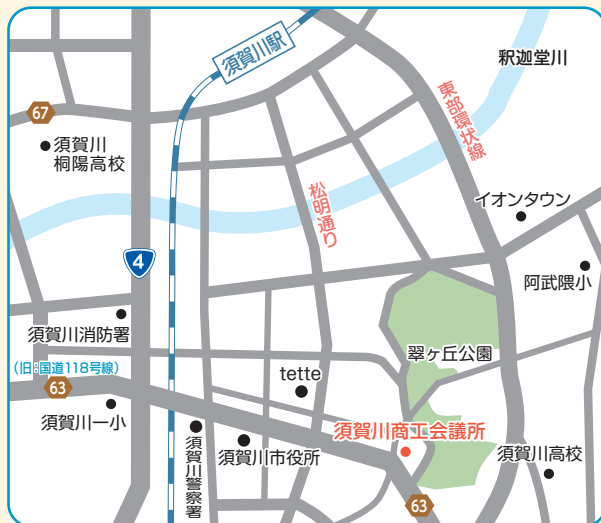 須賀川駅
釈迦堂川
東部環状線
67
須賀川
桐陽高校
松明通り
イオンタウン
4
阿武隈小
須賀川消防署
翠ヶ丘公園
(旧:国道118号線)
63
tette
須賀川一小
須賀川商工会議所
須賀川警察署
須賀川市役所
須賀川高校
63